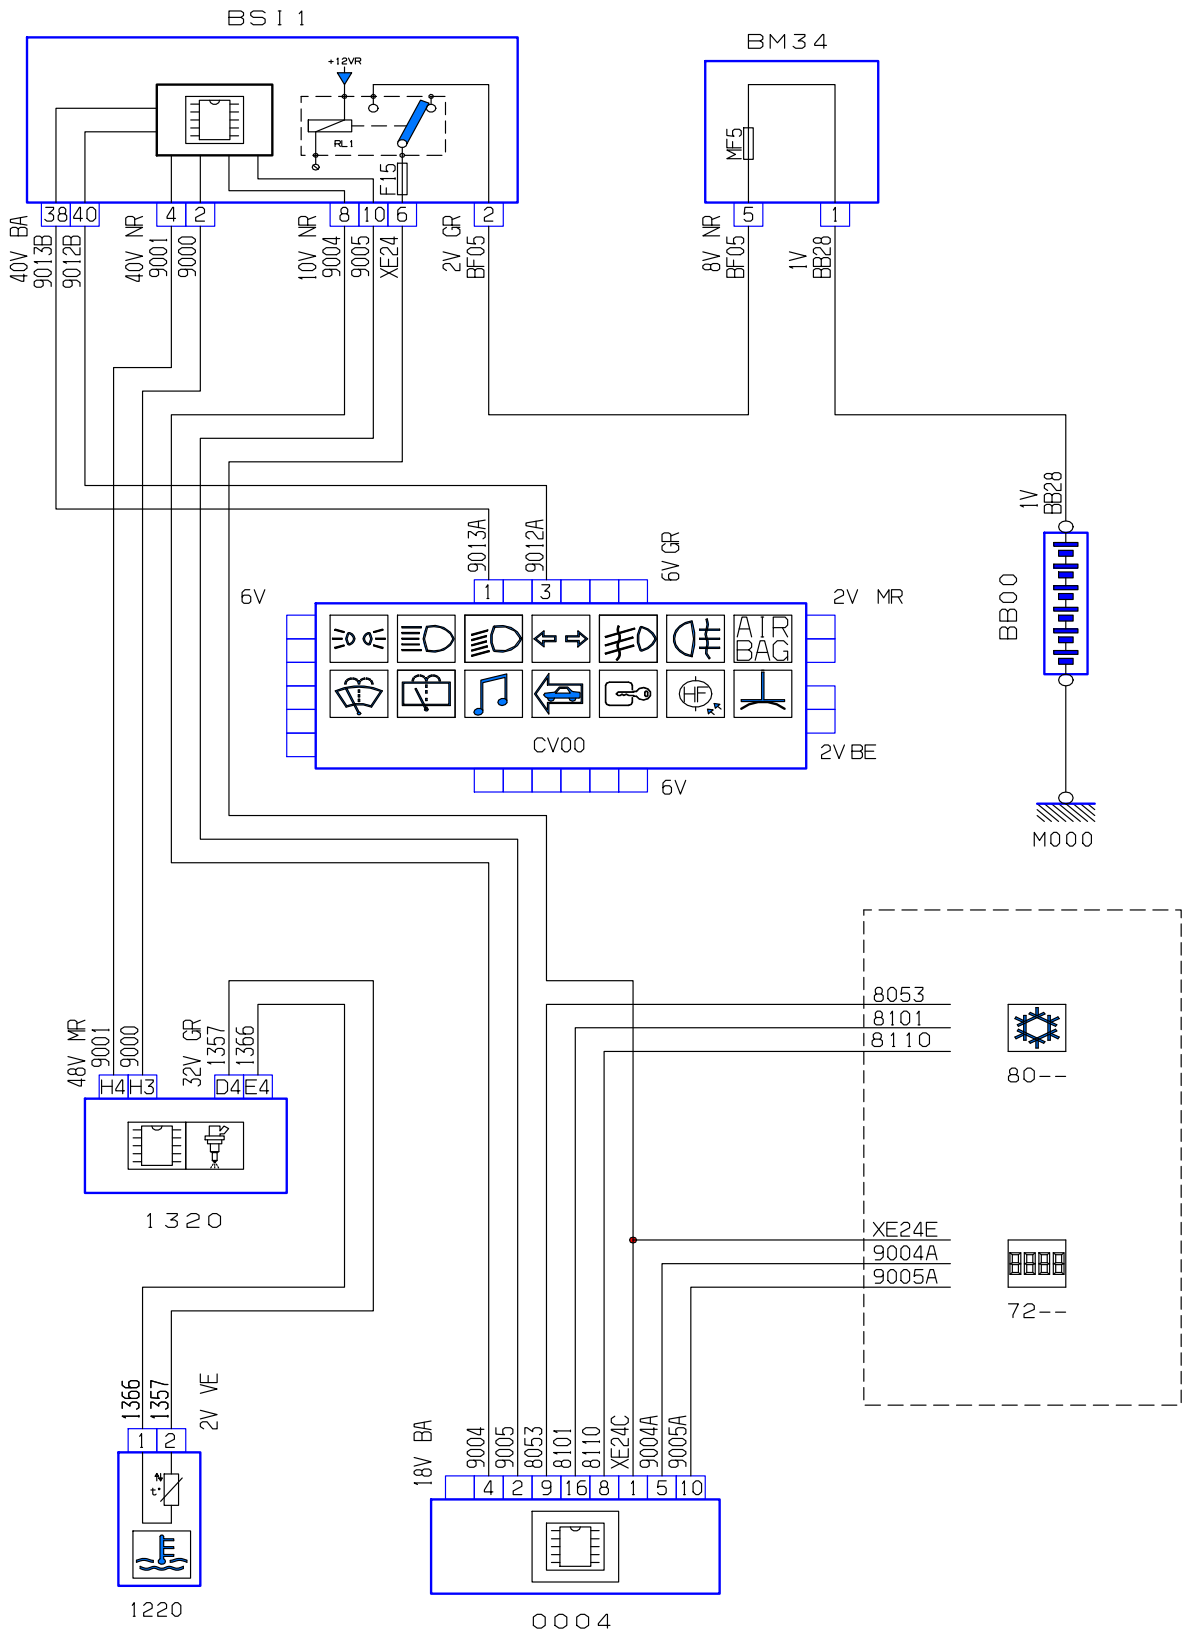 BSI1
BM34
+12VR
RL1
F15
MF5
38 40 4 2 8 10 6 2
5 1
40V BA
9013B
9012B
40V NR
9001
9000
10V NR
9004
9005
XE24
2V GR
BF05
8V NR
BF05
1V
BB28
1V
BB28
BB00
M000
9013A
9012A
6V GR
1 3
6V
2V MR
AIR
BAG
HF
CV00
2V BE
6V
8053
8101
8110
80--
XE24E
9004A
9005A
72--
48V MR
9001
9000
32V GR
1357
1366
H4 H3 D4 E4
1320
1366
1357
2V VE
1 2
t°
1220
18V BA
9004
9005
8053
8101
8110
XE24C
9004A
9005A
4 2 9 16 8 1 5 10
0004